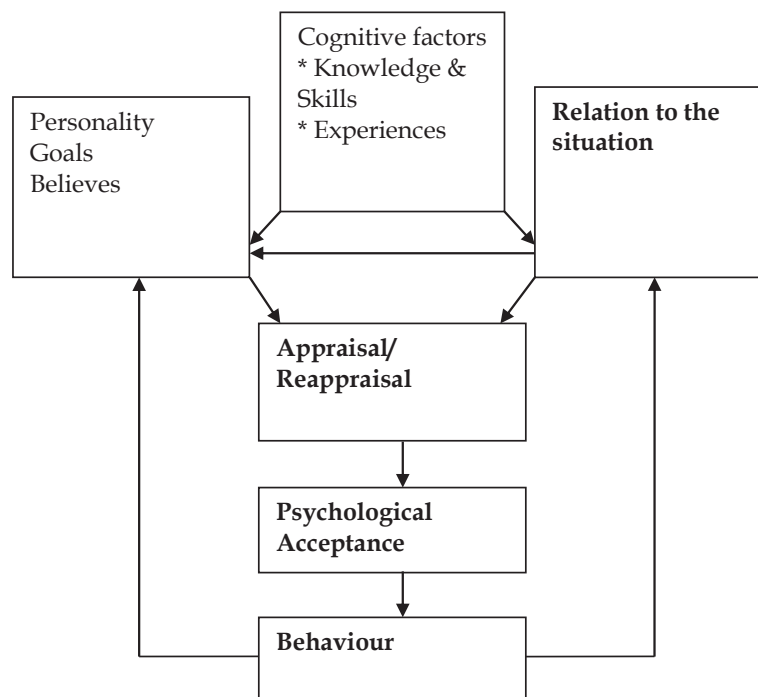 Cognitive factors
* Knowledge &
Skills
* Experiences
Personality
Goals
Believes
Relation to the
situation
Appraisal/
Reappraisal
Psychological
Acceptance
Behaviour